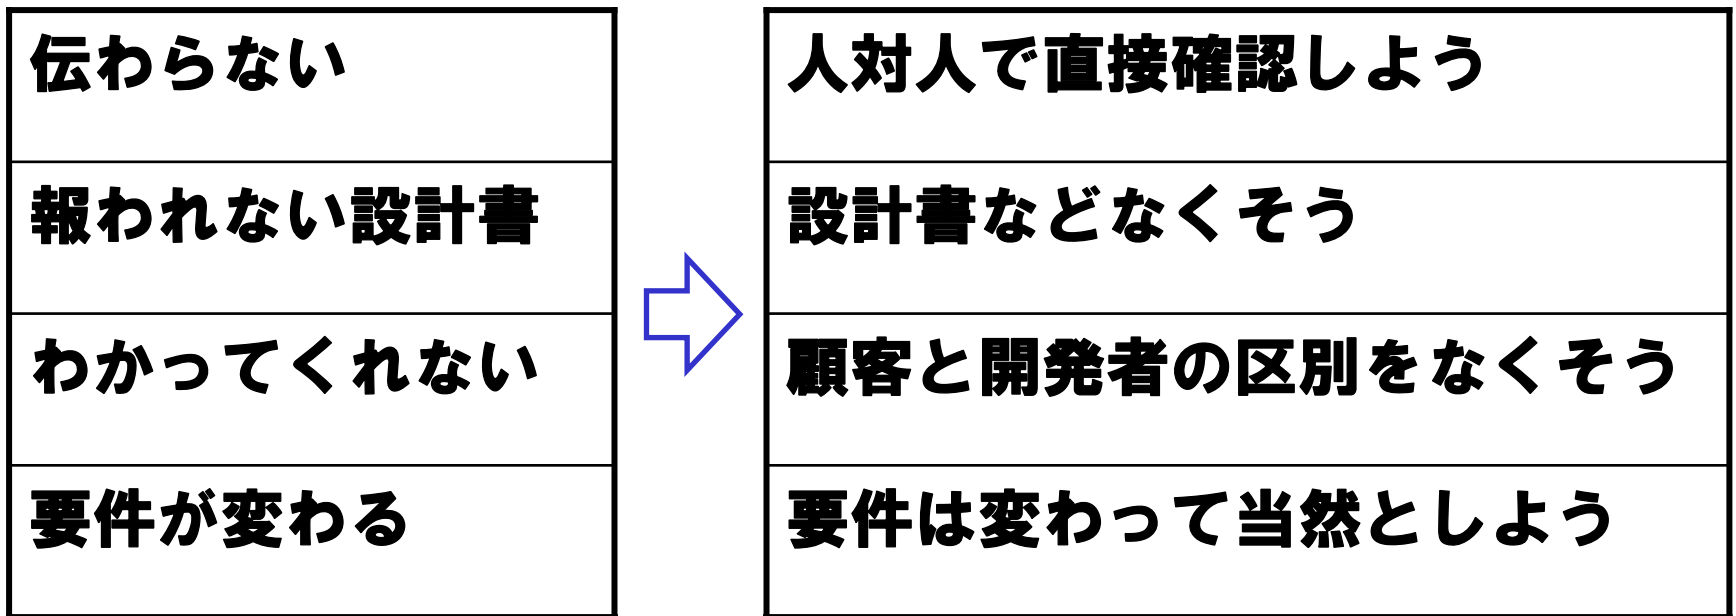 伝わらない
報われない設計書
わかってくれない
要件が変わる
人対人で直接確認しよう
設計書などなくそう
顧客と開発者の区別をなくそう
要件は変わって当然としよう